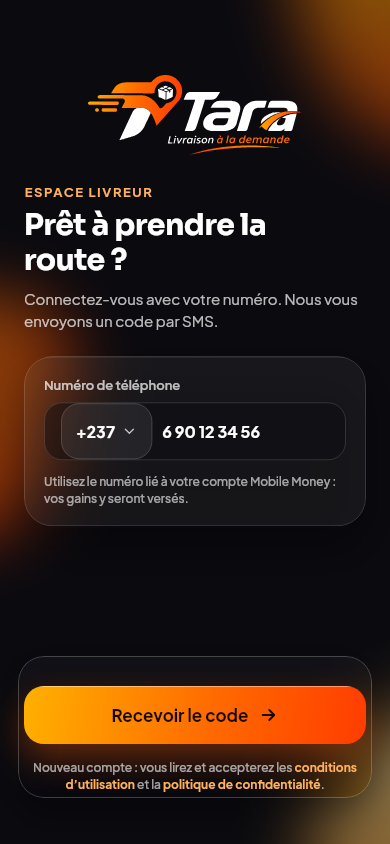 Tara
Livraison à la demande
ESPACE LIVREUR
Prêt à prendre la
route ?
Connectez-vous avec votre numéro. Nous vous
envoyons un code par SMS.
Numéro de téléphone
+237 6 90 12 34 56
Utilisez le numéro lié à votre compte Mobile Money :
vos gains y seront versés.
Recevoir le code →
Nouveau compte : vous lirez et accepterez les conditions
d’utilisation et la politique de confidentialité.